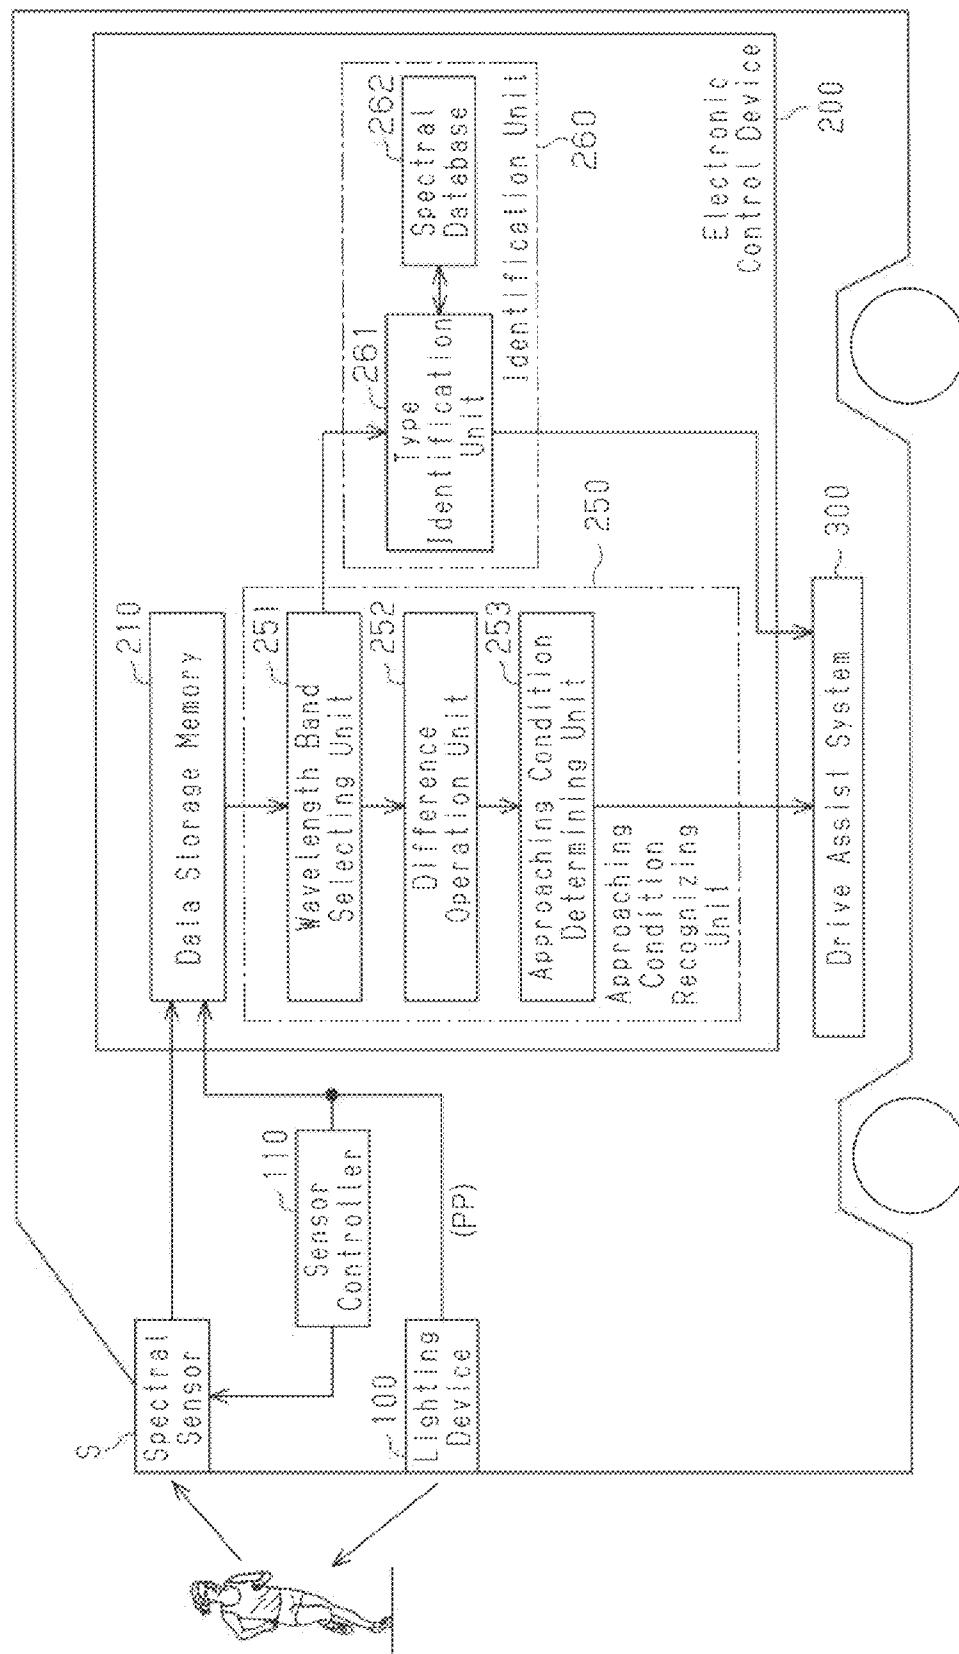 S
Spectral
Sensor
110
Sensor
Controller
100
Lighting
Device
(PP)
210
Data Storage Memory
251
Wavelength Band
Selecting Unit
252
Difference
Operation Unit
253
Approaching Condition
Determining Unit
Approaching
Condition
Recognizing
Unit
250
261
Type
Identification
Unit
262
Spectral
Database
Identification Unit
260
Electronic
Control Device
200
300
Drive Assist System